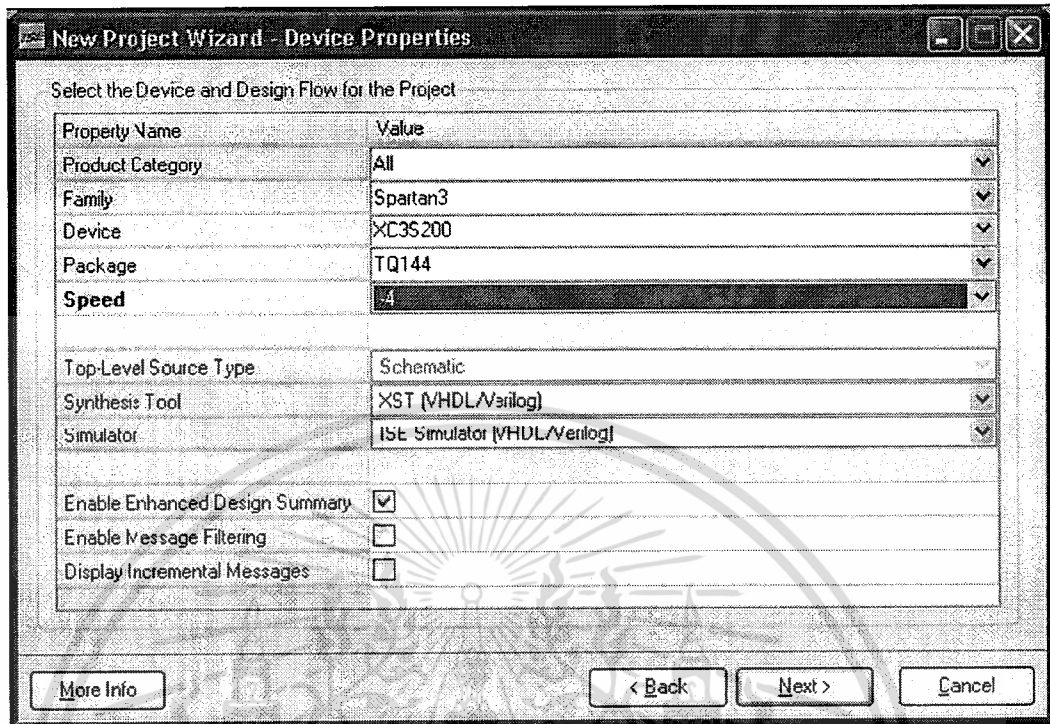 New Project Wizard - Device Properties
Select the Device and Design Flow for the Project
Property Name Value
Product Category All
Family Spartan3
Device XC3S200
Package TQ144
Speed -4
Top-Level Source Type Schematic
Synthesis Tool XST (VHDL/Verilog)
Simulator ISE Simulator (VHDL/Verilog)
Enable Enhanced Design Summary
Enable Message Filtering
Display Incremental Messages
More Info < Back Next > Cancel